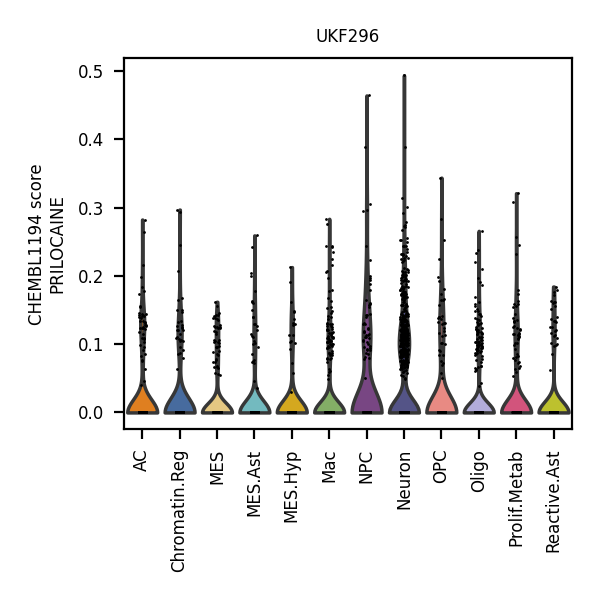 UKF296
CHEMBL1194 score
PRILOCAINE
0.5
0.4
0.3
0.2
0.1
0.0
AC
Chromatin.Reg
MES
MES.Ast
MES.Hyp
Mac
NPC
Neuron
OPC
Oligo
Prolif.Metab
Reactive.Ast